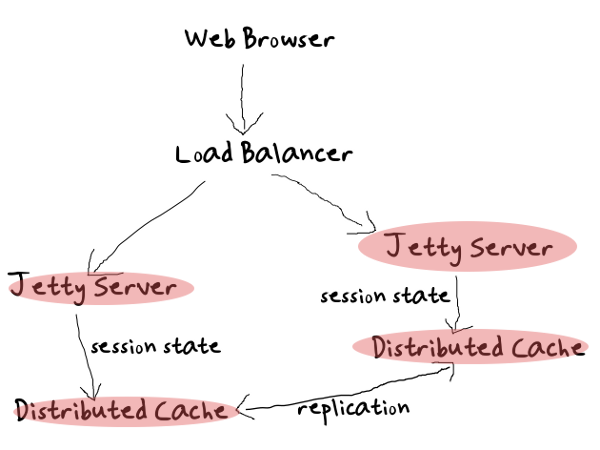 Web Browser
Load Balancer
Jetty Server
Jetty Server
session state
session state
Distributed Cache
Distributed Cache
replication